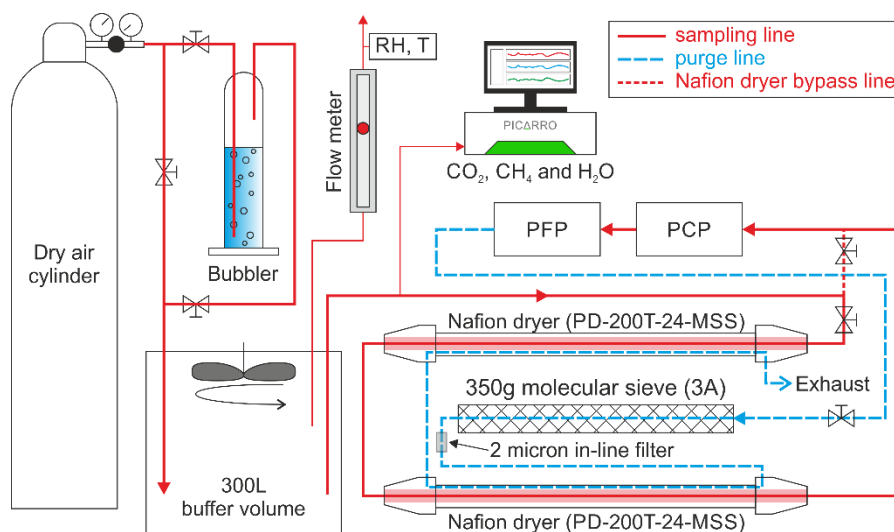 sampling line
purge line
Nafion dryer bypass line
RH, T
Flow meter
PICARRO
CO₂, CH₄ and H₂O
Dry air
cylinder
Bubbler
PFP
PCP
Nafion dryer (PD-200T-24-MSS)
Exhaust
350g molecular sieve (3A)
2 micron in-line filter
300L
buffer volume
Nafion dryer (PD-200T-24-MSS)